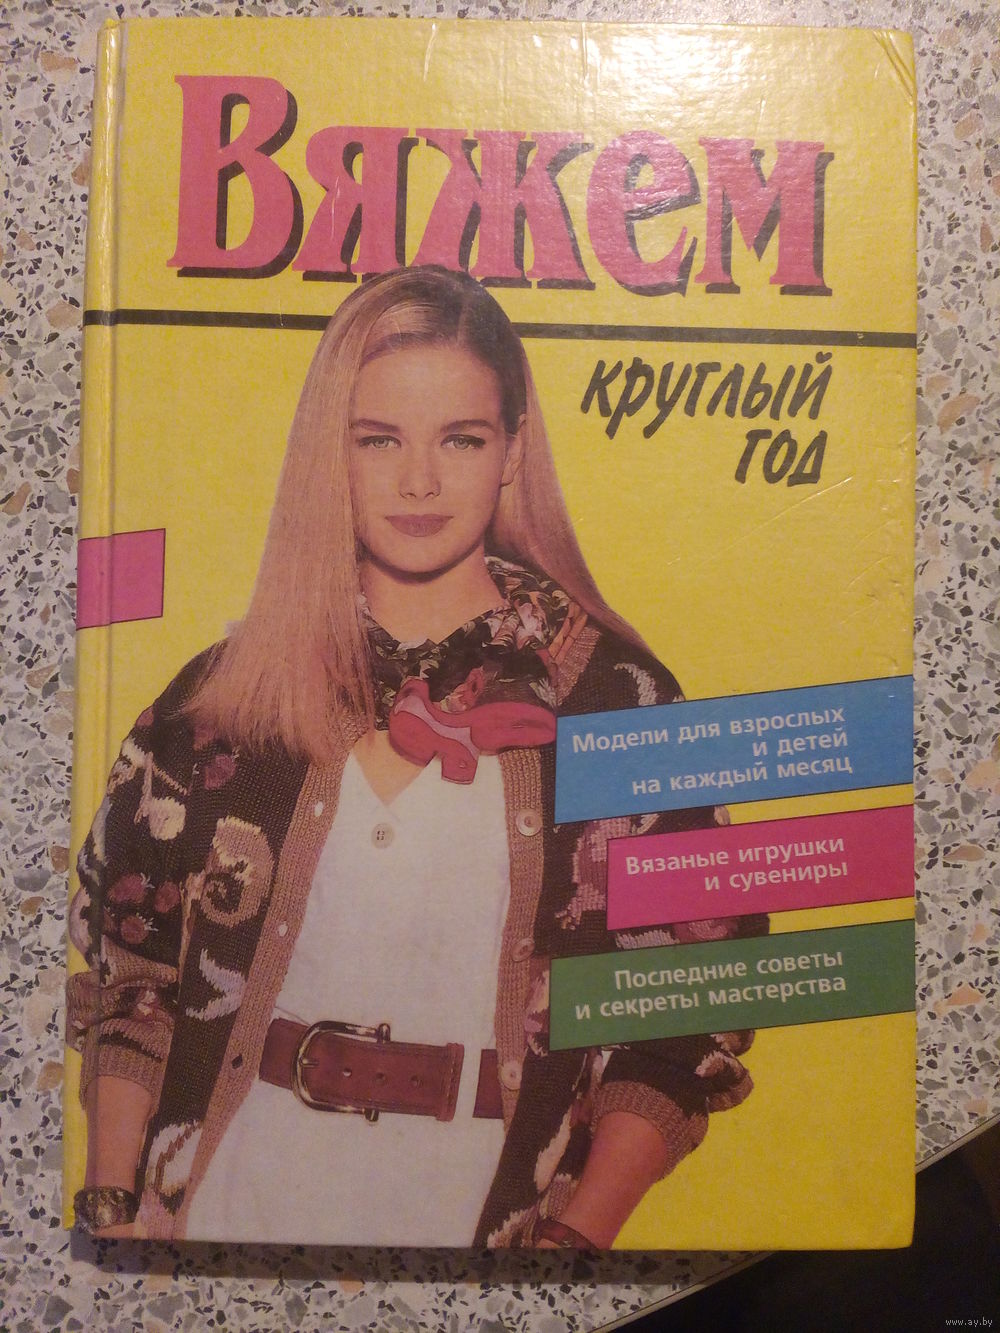 Вяжем
круглый
год
Модели для взрослых
и детей
на каждый месяц
Вязаные игрушки
и сувениры
Последние советы
и секреты мастерства
www.ay.by